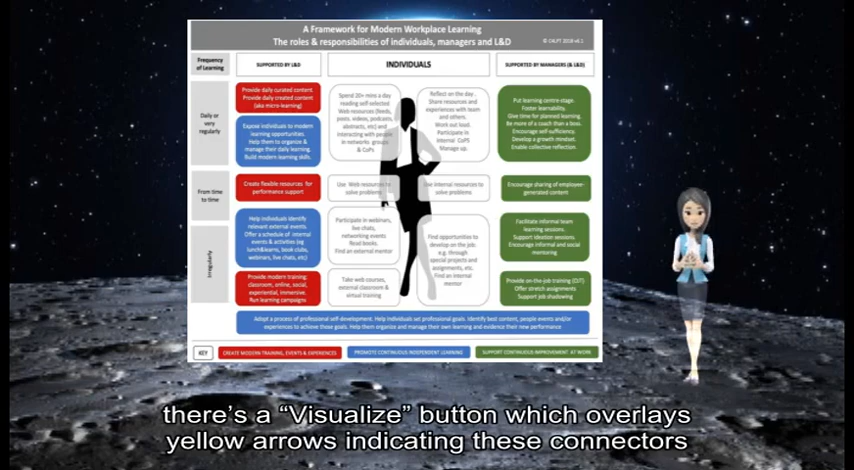 A Framework for Modern Workplace Learning
The roles & responsibilities of individuals, managers and L&D
Frequency
of Learning
SUPPORTED BY L&D
INDIVIDUALS
SUPPORTED BY MANAGERS (& L&D)
Daily or
very
regularly
Provide daily curated content
Provide daily created content
(aka micro-learning)
Expose individuals to modern
learning opportunities.
Help them to organize &
manage their daily learning.
Build modern learning skills.
Spend 20+ mins a day
reading self-selected
Web resources (feeds,
posts, videos, podcasts,
abstracts, etc) and
interacting with people
in networks groups
& CoPs
Reflect on the day.
Share resources and
experiences with team
and others.
Work out loud.
Participate in
internal CoPS
Manage up.
Put learning centre-stage.
Foster learnability.
Give time for planned learning.
Be more of a coach than a boss.
Encourage self-sufficiency.
Develop a growth mindset.
Enable collective reflection.
From time
to time
Create flexible resources for
performance support
Use Web resources to
solve problems
Use internal resources to
solve problems
Encourage sharing of employee-
generated content
Irregularly
Help individuals identify
relevant external events.
Offer a schedule of internal
events & activities (eg
lunch&learns, book clubs,
webinars, live chats, etc)
Participate in webinars,
live chats,
networking events
Read books.
Find an external mentor
Find opportunities to
develop on the job.
e.g. through
special projects and
assignments, etc.
Find an internal
mentor
Facilitate informal team
learning sessions.
Support ideation sessions.
Encourage informal and social
mentoring
Provide modern training:
classroom, online, social,
experiential, immersive.
Run learning campaigns
Take web courses,
external classroom &
virtual training
Provide on-the-job training (OJT)
Offer stretch assignments
Support job shadowing
Adopt a process of professional self-development. Help individuals set professional goals. Identify best content, people events and/or
experiences to achieve those goals. Help them organize and manage their own learning and evidence their new performance
KEY
CREATE MODERN TRAINING, EVENTS & EXPERIENCES
PROMOTE CONTINUOUS INDEPENDENT LEARNING
SUPPORT CONTINUOUS IMPROVEMENT AT WORK
there's a “Visualize” button which overlays
yellow arrows indicating these connectors